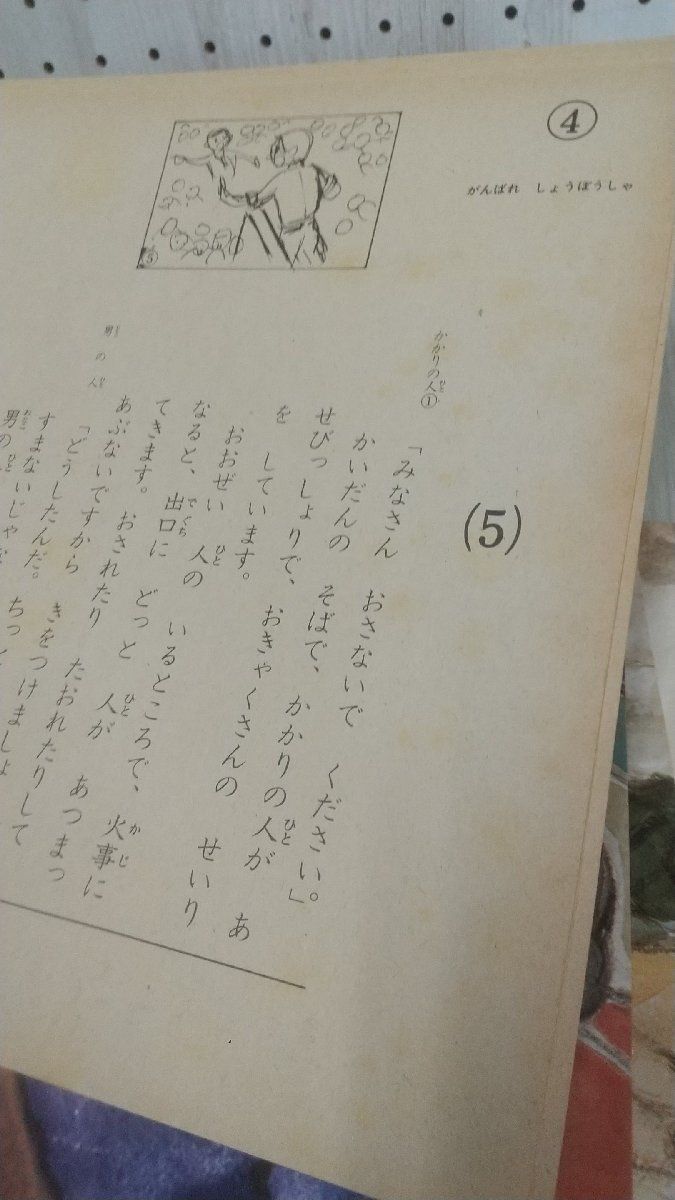 ④
がんばれ　しょうぼうしゃ
(5)
かかりの人①
「みなさん　おさないで　ください。」
かいだんの　そばで、　かかりの人が　あ
せびっしょりで、　おきゃくさんの　せいり
を　しています。
おおぜい　人の　いるところで、　火事に
なると、　出口に　どっと　人が　あつまっ
てきます。　おされたり　たおれたりして
あぶないですから　きをつけましょ
男の人
「どうしたんだ。　ちっと
すまないじゃ
男の
⑤